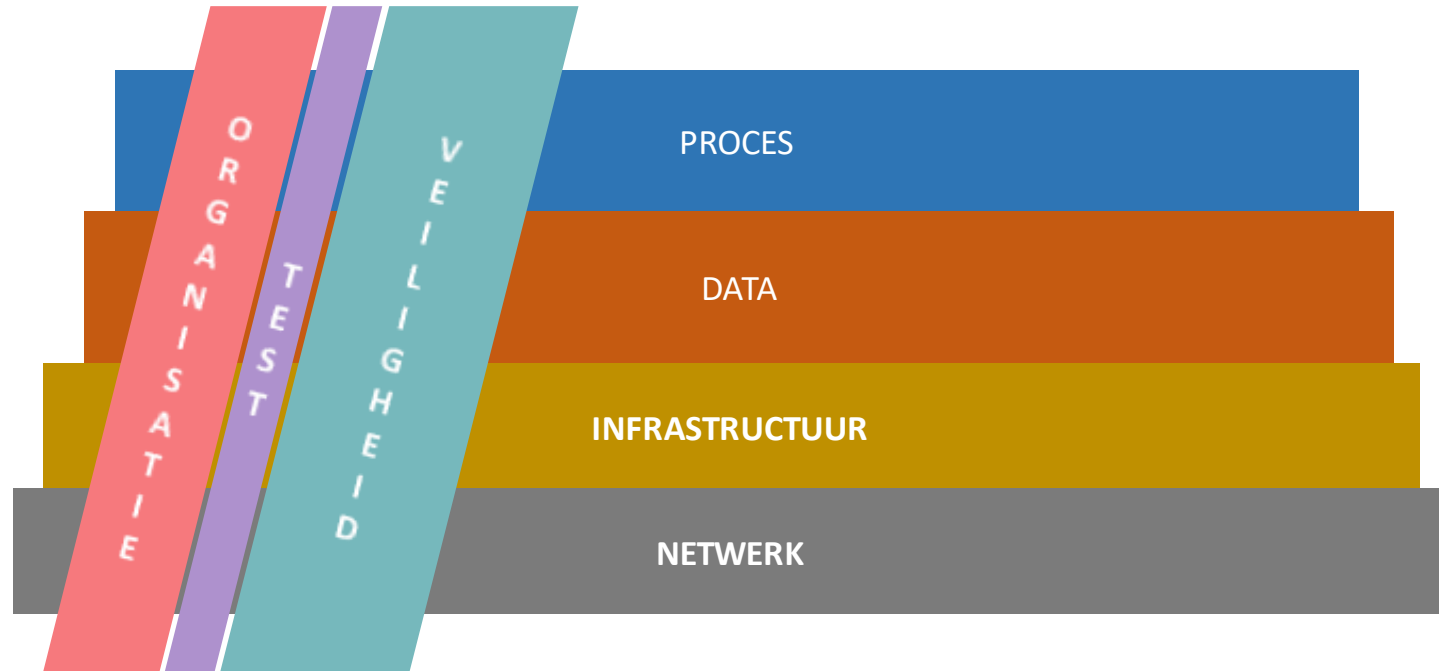 ORGANISATIE
TEST
VEILIGHEID
PROCES
DATA
INFRASTRUCTUUR
NETWERK